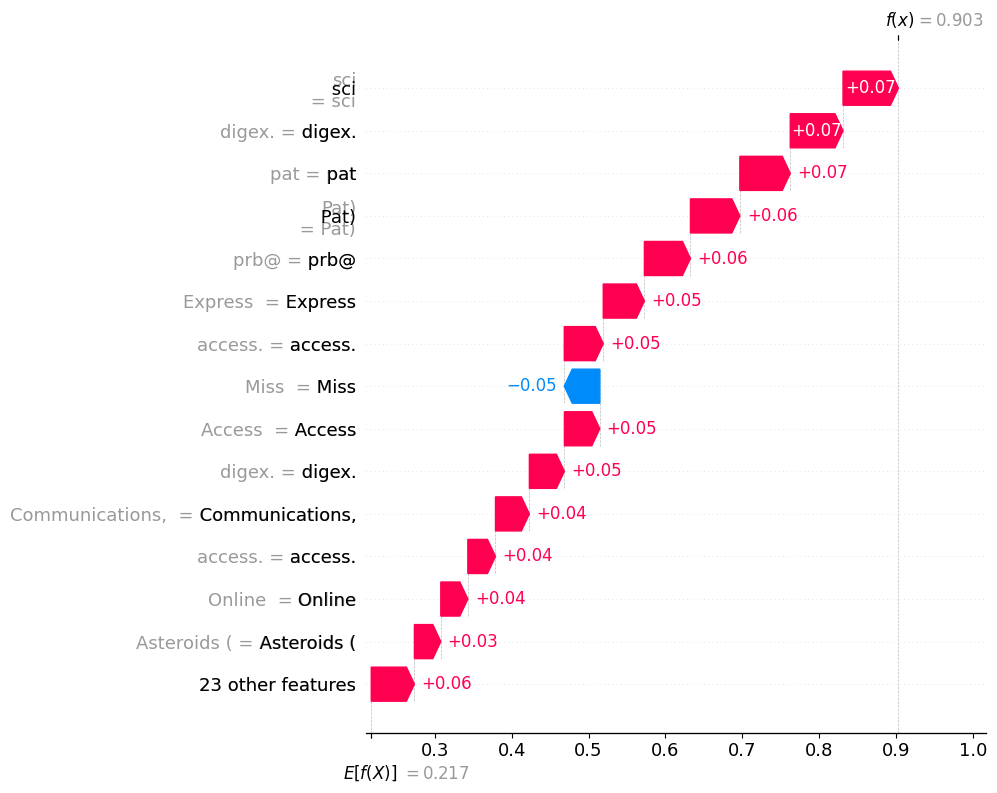 f(x) = 0.903
sci
sci
= sci
+0.07
digex. = digex.
+0.07
pat = pat
+0.07
Pat)
Pat)
= Pat)
+0.06
prb@ = prb@
+0.06
Express = Express
+0.05
access. = access.
+0.05
Miss = Miss
−0.05
Access = Access
+0.05
digex. = digex.
+0.05
Communications, = Communications,
+0.04
access. = access.
+0.04
Online = Online
+0.04
Asteroids ( = Asteroids (
+0.03
23 other features
+0.06
0.3 0.4 0.5 0.6 0.7 0.8 0.9 1.0
E[f(X)] = 0.217